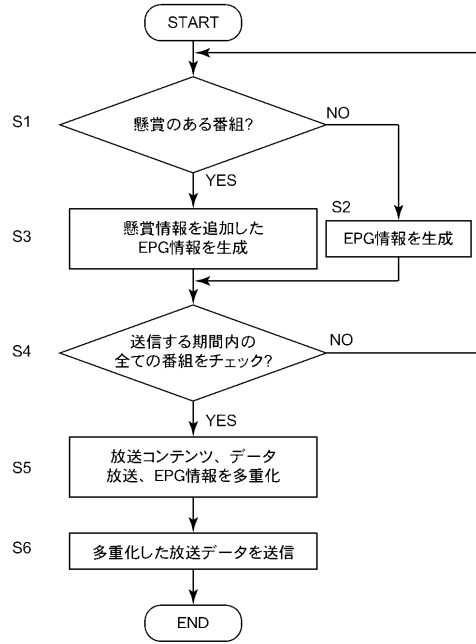 START
S1
懸賞のある番組?
NO
YES
S2
S3
懸賞情報を追加した
EPG情報を生成
EPG情報を生成
S4
送信する期間内の
全ての番組をチェック?
NO
YES
S5
放送コンテンツ、データ
放送、EPG情報を多重化
S6
多重化した放送データを送信
END